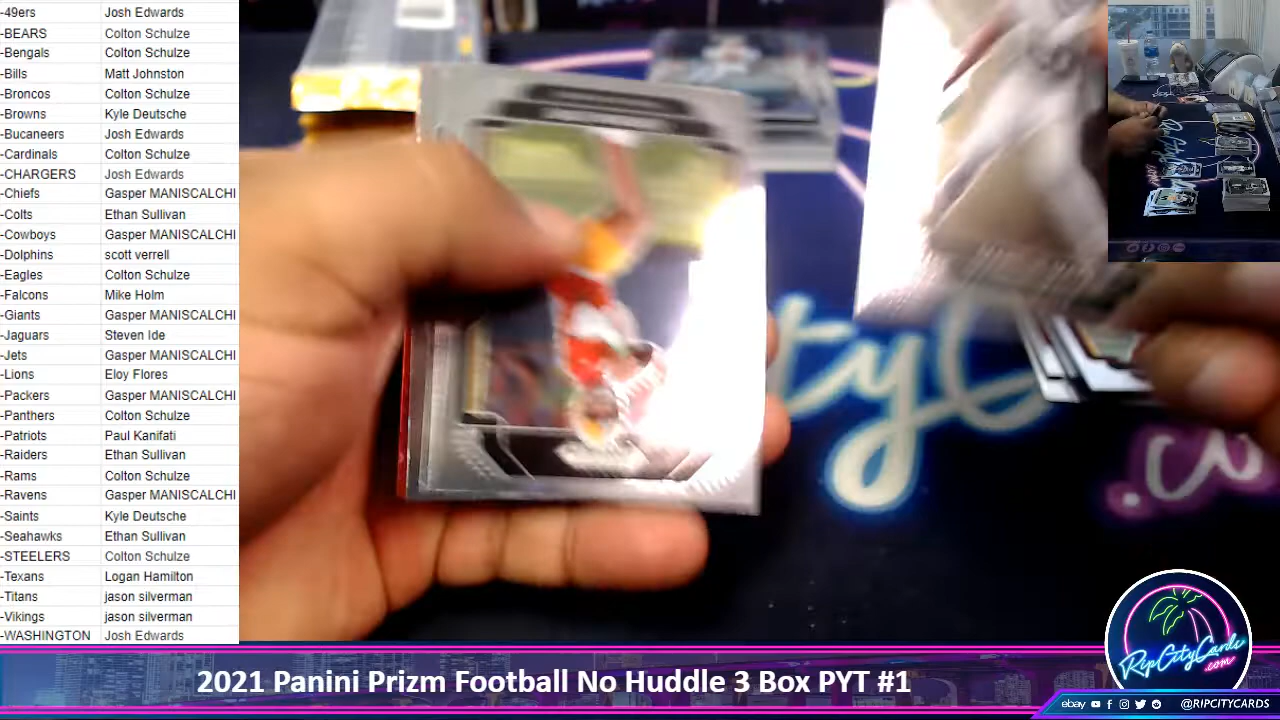 -49ers Josh Edwards
-BEARS Colton Schulze
-Bengals Colton Schulze
-Bills Matt Johnston
-Broncos Colton Schulze
-Browns Kyle Deutsche
-Bucaneers Josh Edwards
-Cardinals Colton Schulze
-CHARGERS Josh Edwards
-Chiefs Gasper MANISCALCHI
-Colts Ethan Sullivan
-Cowboys Gasper MANISCALCHI
-Dolphins scott verrell
-Eagles Colton Schulze
-Falcons Mike Holm
-Giants Gasper MANISCALCHI
-Jaguars Steven Ide
-Jets Gasper MANISCALCHI
-Lions Eloy Flores
-Packers Gasper MANISCALCHI
-Panthers Colton Schulze
-Patriots Paul Kanifati
-Raiders Ethan Sullivan
-Rams Colton Schulze
-Ravens Gasper MANISCALCHI
-Saints Kyle Deutsche
-Seahawks Ethan Sullivan
-STEELERS Colton Schulze
-Texans Logan Hamilton
-Titans jason silverman
-Vikings jason silverman
-WASHINGTON Josh Edwards
2021 Panini Prizm Football No Huddle 3 Box PYT #1
RipCityCards
.com
ebay @RIPCITYCARDS